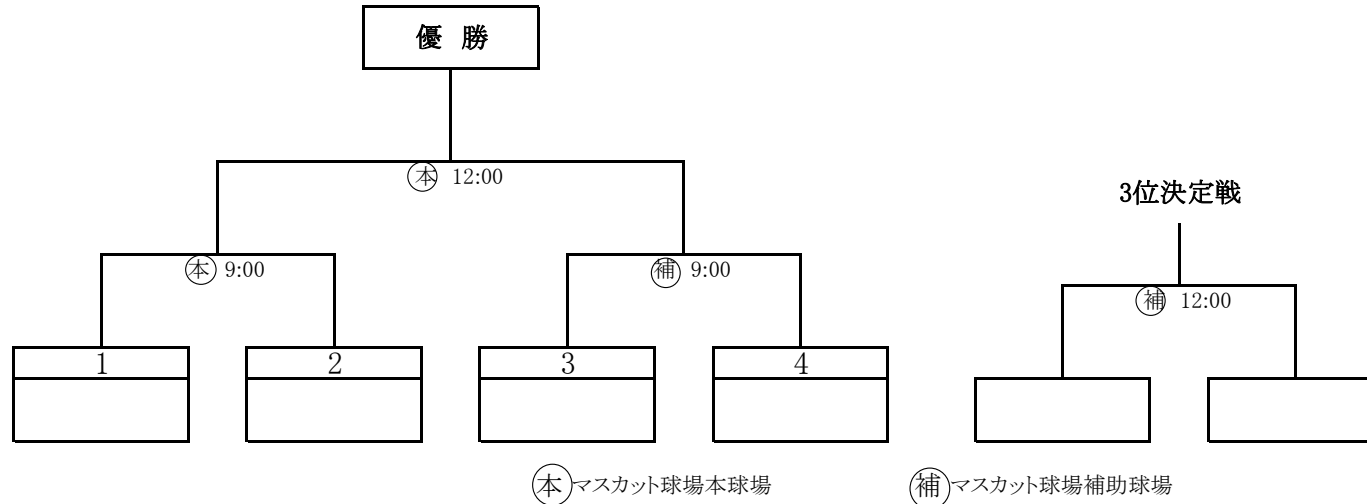 優 勝
本 12:00
3位決定戦
本 9:00
補 9:00
補 12:00
1
2
3
4
本マスカット球場本球場
補マスカット球場補助球場